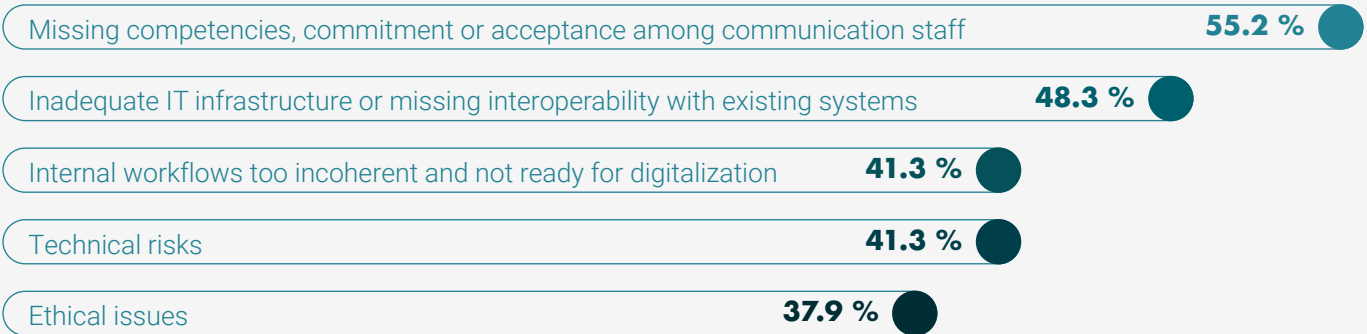 Missing competencies, commitment or acceptance among communication staff 55.2 %
Inadequate IT infrastructure or missing interoperability with existing systems 48.3 %
Internal workflows too incoherent and not ready for digitalization 41.3 %
Technical risks 41.3 %
Ethical issues 37.9 %